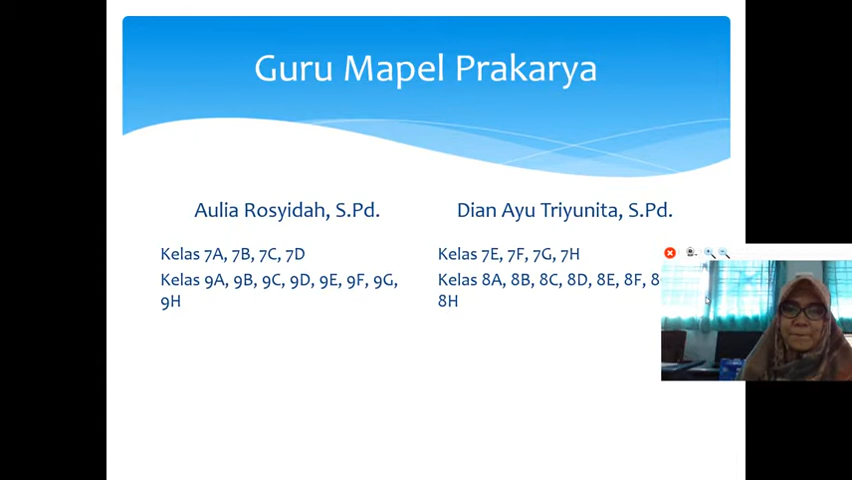 Guru Mapel Prakarya
Aulia Rosyidah, S.Pd.
Kelas 7A, 7B, 7C, 7D
Kelas 9A, 9B, 9C, 9D, 9E, 9F, 9G,
9H
Dian Ayu Triyunita, S.Pd.
Kelas 7E, 7F, 7G, 7H
Kelas 8A, 8B, 8C, 8D, 8E, 8F,
8H